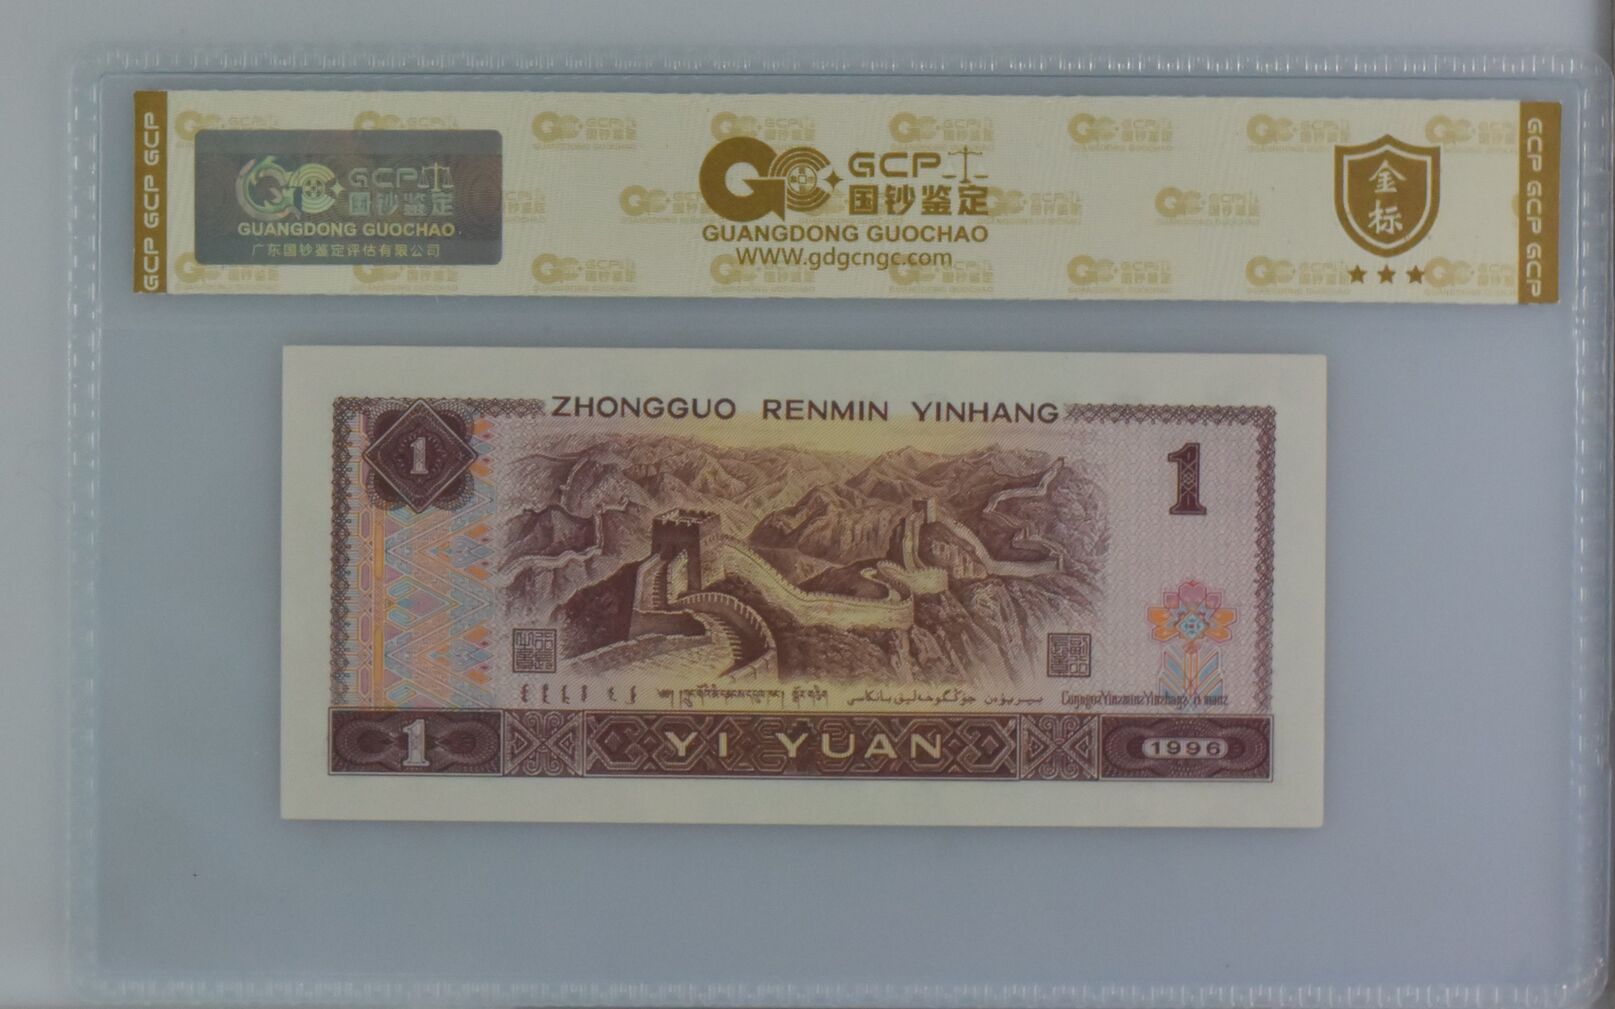 GCP GCP GCP
GCP
国钞鉴定
GUANGDONG GUOCHAO
广东国钞鉴定评估有限公司
GCP
国钞鉴定
GUANGDONG GUOCHAO
WWW.gdgcngc.com
金标
GCP GCP GCP
ZHONGGUO RENMIN YINHANG
1
1
1
YI YUAN
1996